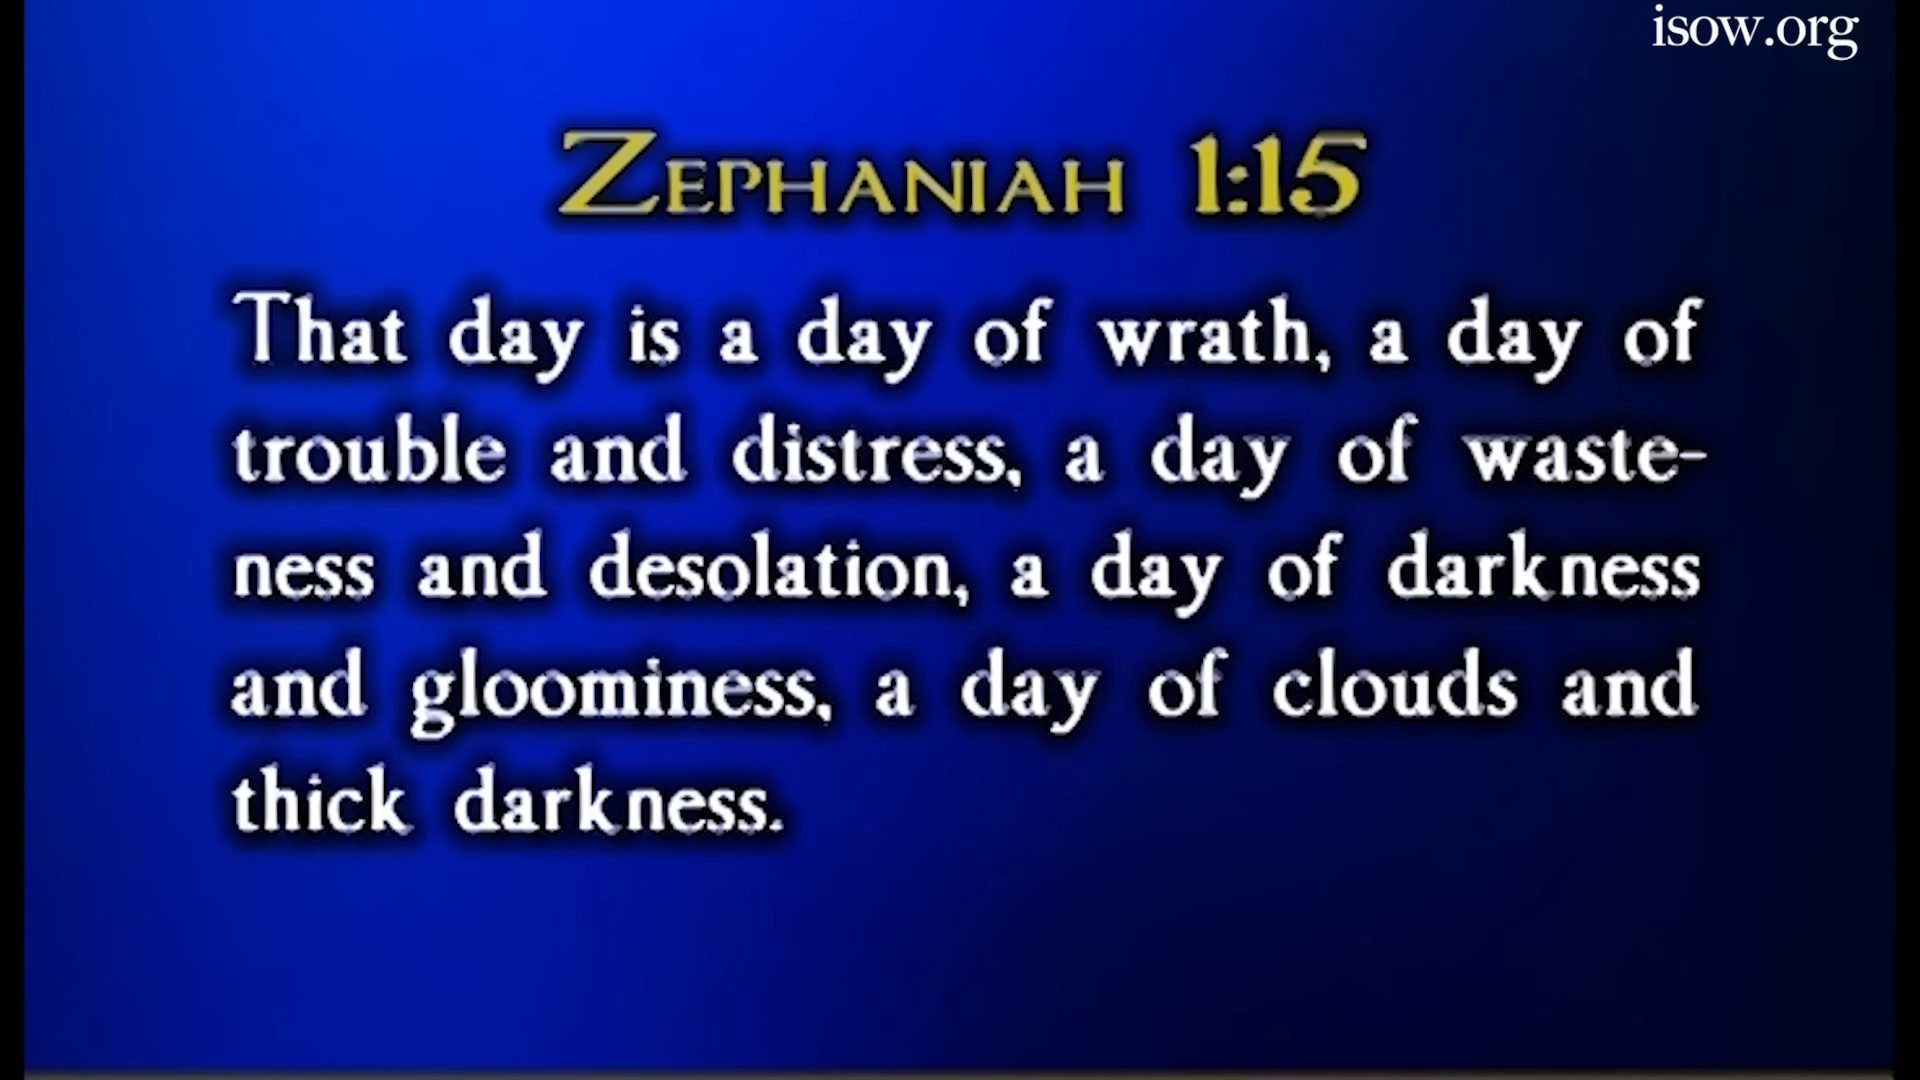 isow.org
Zephaniah 1:15
That day is a day of wrath, a day of
trouble and distress, a day of waste-
ness and desolation, a day of darkness
and gloominess, a day of clouds and
thick darkness.